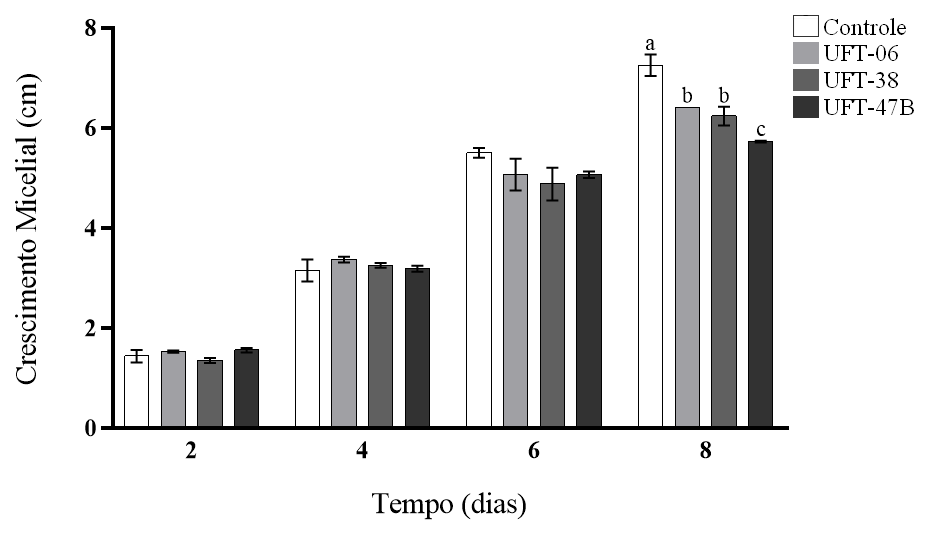 Crescimento Micelial (cm)
8
6
4
2
0
a
b
b
c
2
4
6
8
Tempo (dias)
Controle
UFT-06
UFT-38
UFT-47B